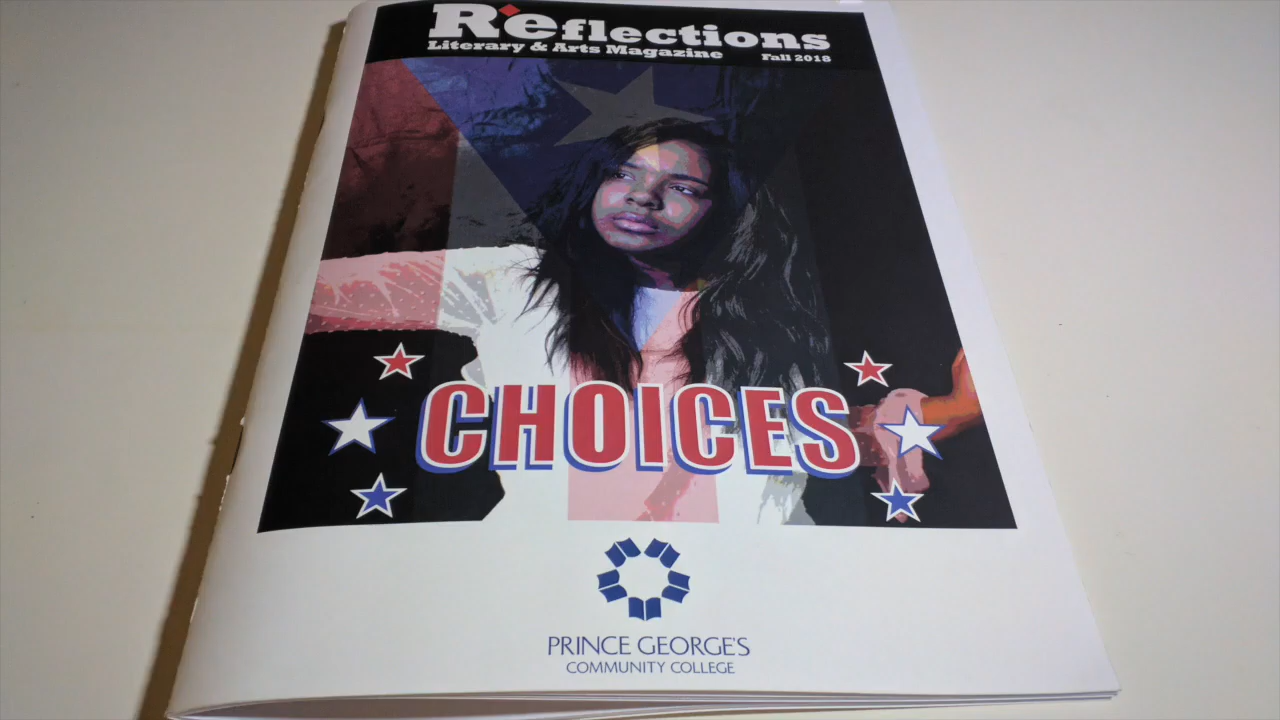 Reflections
Literary & Arts Magazine Fall 2018
CHOICES
PRINCE GEORGE'S
COMMUNITY COLLEGE